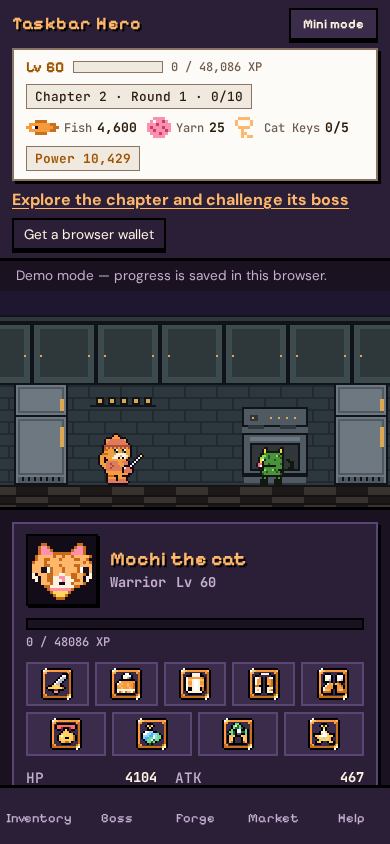 Taskbar Hero
Mini mode
Lv 60 0 / 48,086 XP
Chapter 2 · Round 1 · 0/10
Fish 4,600 Yarn 25 Cat Keys 0/5
Power 10,429
Explore the chapter and challenge its boss
Get a browser wallet
Demo mode — progress is saved in this browser.
Mochi the cat
Warrior Lv 60
0 / 48086 XP
HP 4104 ATK 467
Inventory Boss Forge Market Help